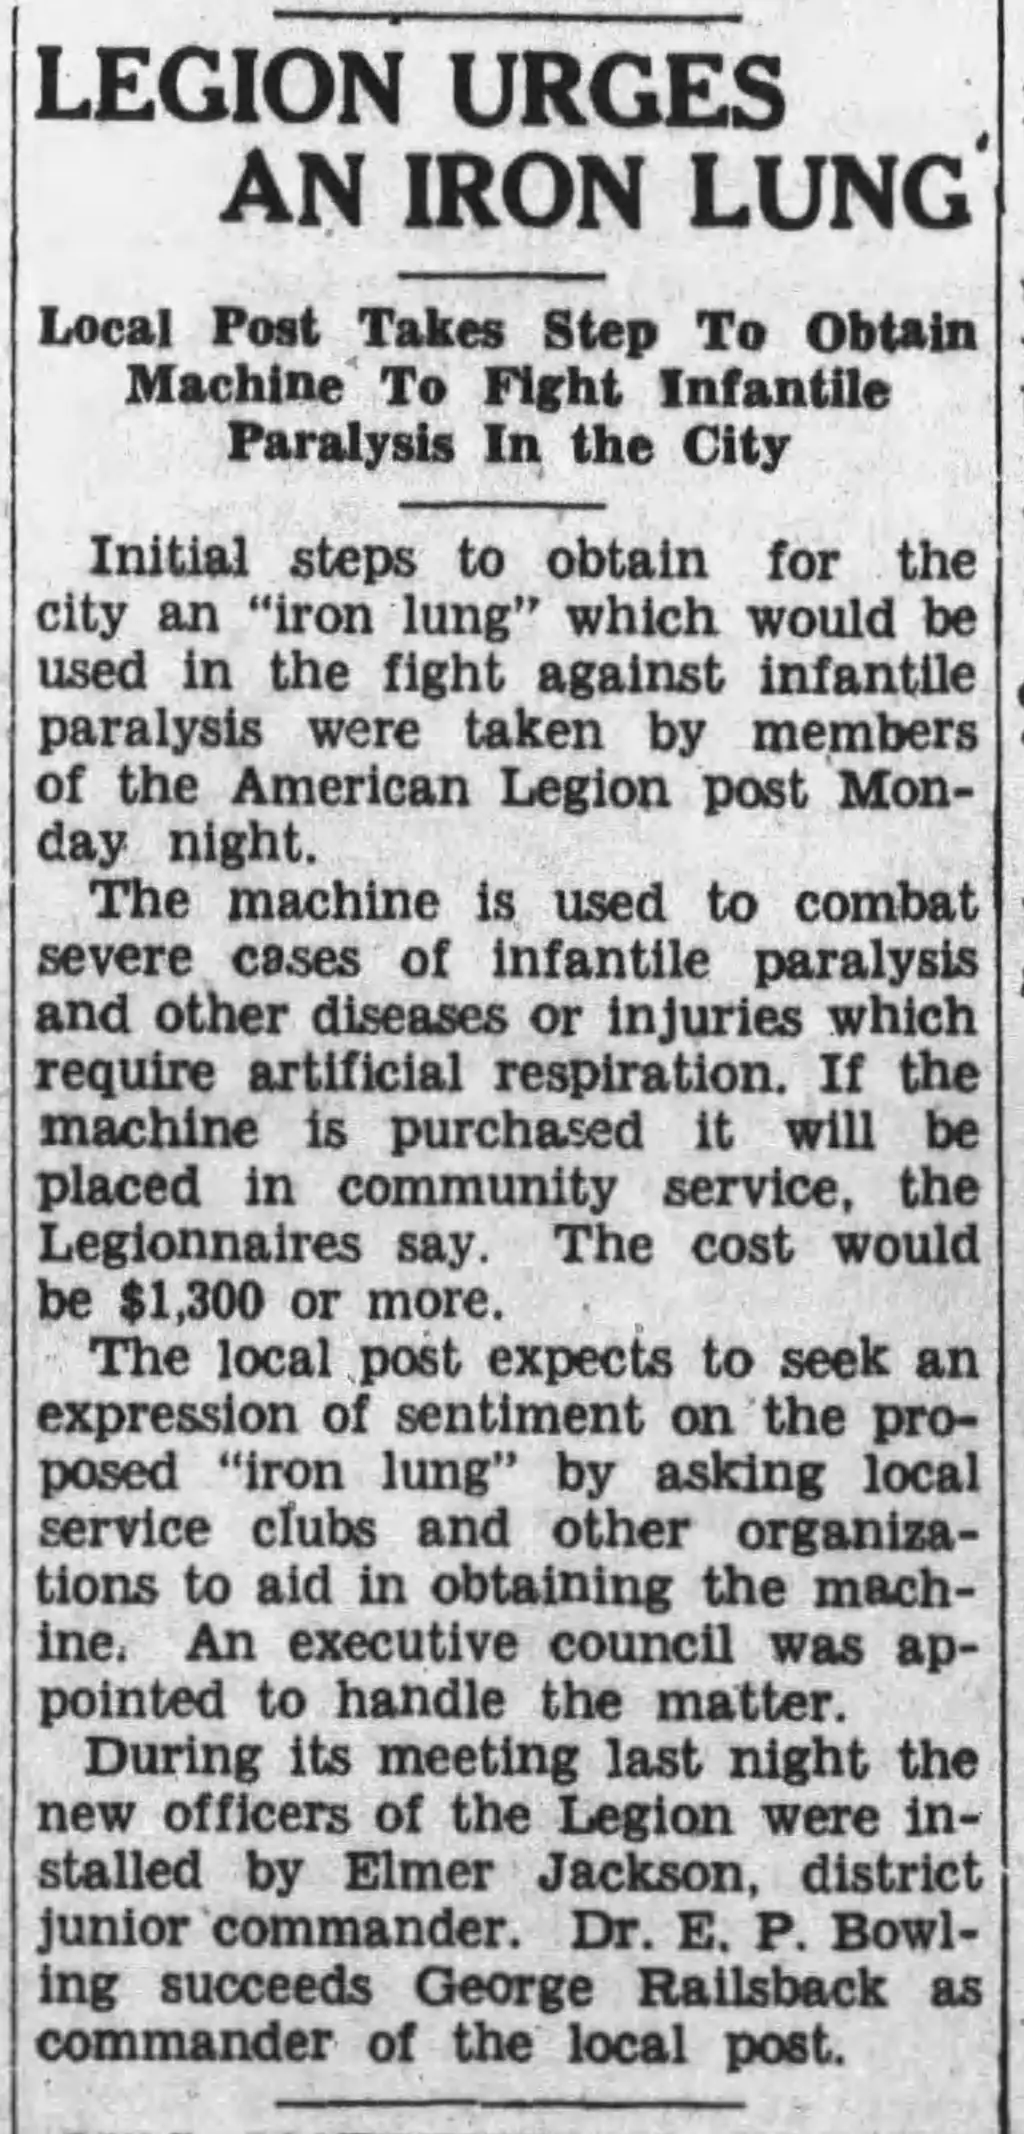 LEGION URGES
AN IRON LUNG
Local Post Takes Step To Obtain
Machine To Fight Infantile
Paralysis In the City
Initial steps to obtain for the
city an "iron lung" which would be
used in the fight against infantile
paralysis were taken by members
of the American Legion post Mon-
day night.
The machine is used to combat
severe cases of infantile paralysis
and other diseases or injuries which
require artificial respiration. If the
machine is purchased it will be
placed in community service, the
Legionnaires say. The cost would
be $1,300 or more.
The local post expects to seek an
expression of sentiment on the pro-
posed "iron lung" by asking local
service clubs and other organiza-
tions to aid in obtaining the mach-
ine. An executive council was ap-
pointed to handle the matter.
During its meeting last night the
new officers of the Legion were in-
stalled by Elmer Jackson, district
junior commander. Dr. E. P. Bowl-
ing succeeds George Railsback as
commander of the local post.